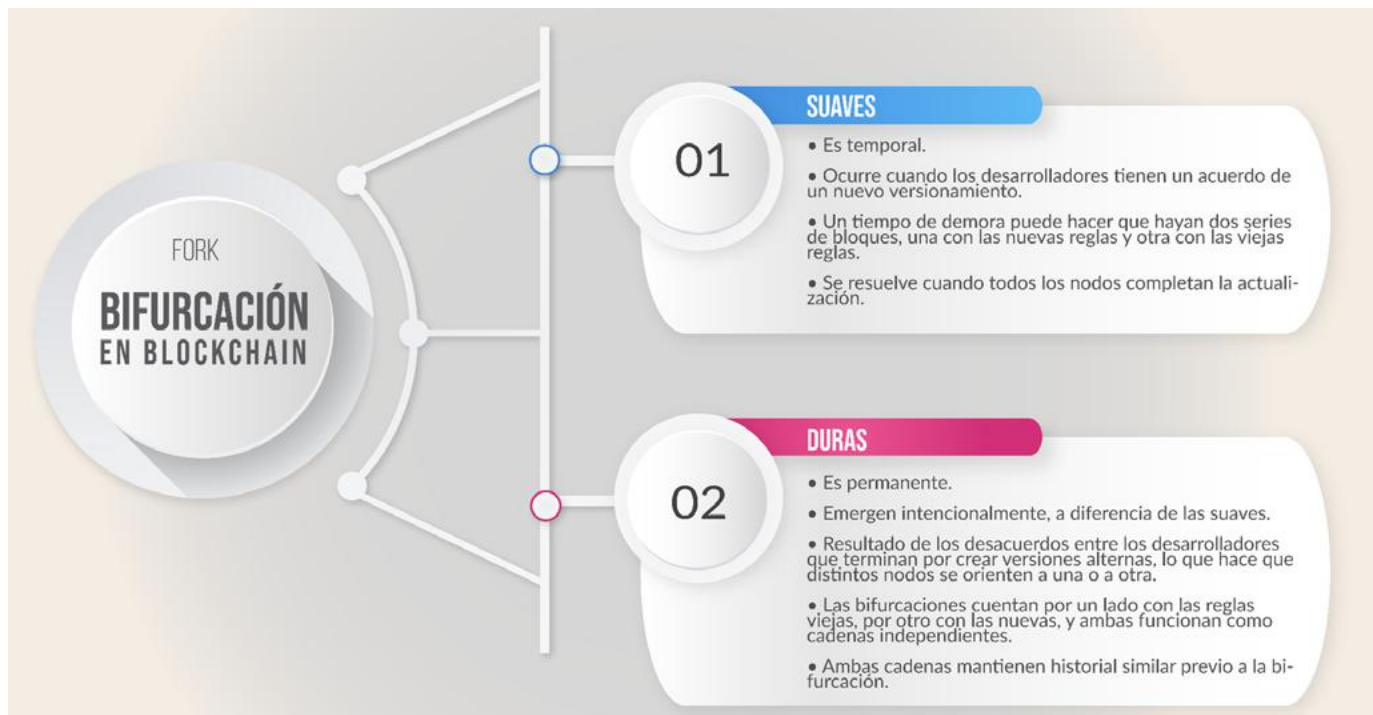 FORK
BIFURCACIÓN
EN BLOCKCHAIN
01
SUAVES
• Es temporal.
• Ocurre cuando los desarrolladores tienen un acuerdo de
un nuevo versionamiento.
• Un tiempo de demora puede hacer que hayan dos series
de bloques, una con las nuevas reglas y otra con las viejas
reglas.
• Se resuelve cuando todos los nodos completan la actuali-
zación.
02
DURAS
• Es permanente.
• Emergen intencionalmente, a diferencia de las suaves.
• Resultado de los desacuerdos entre los desarrolladores
que terminan por crear versiones alternas, lo que hace que
distintos nodos se orienten a una o a otra.
• Las bifurcaciones cuentan por un lado con las reglas
viejas, por otro con las nuevas, y ambas funcionan como
cadenas independientes.
• Ambas cadenas mantienen historial similar previo a la bi-
furcación.